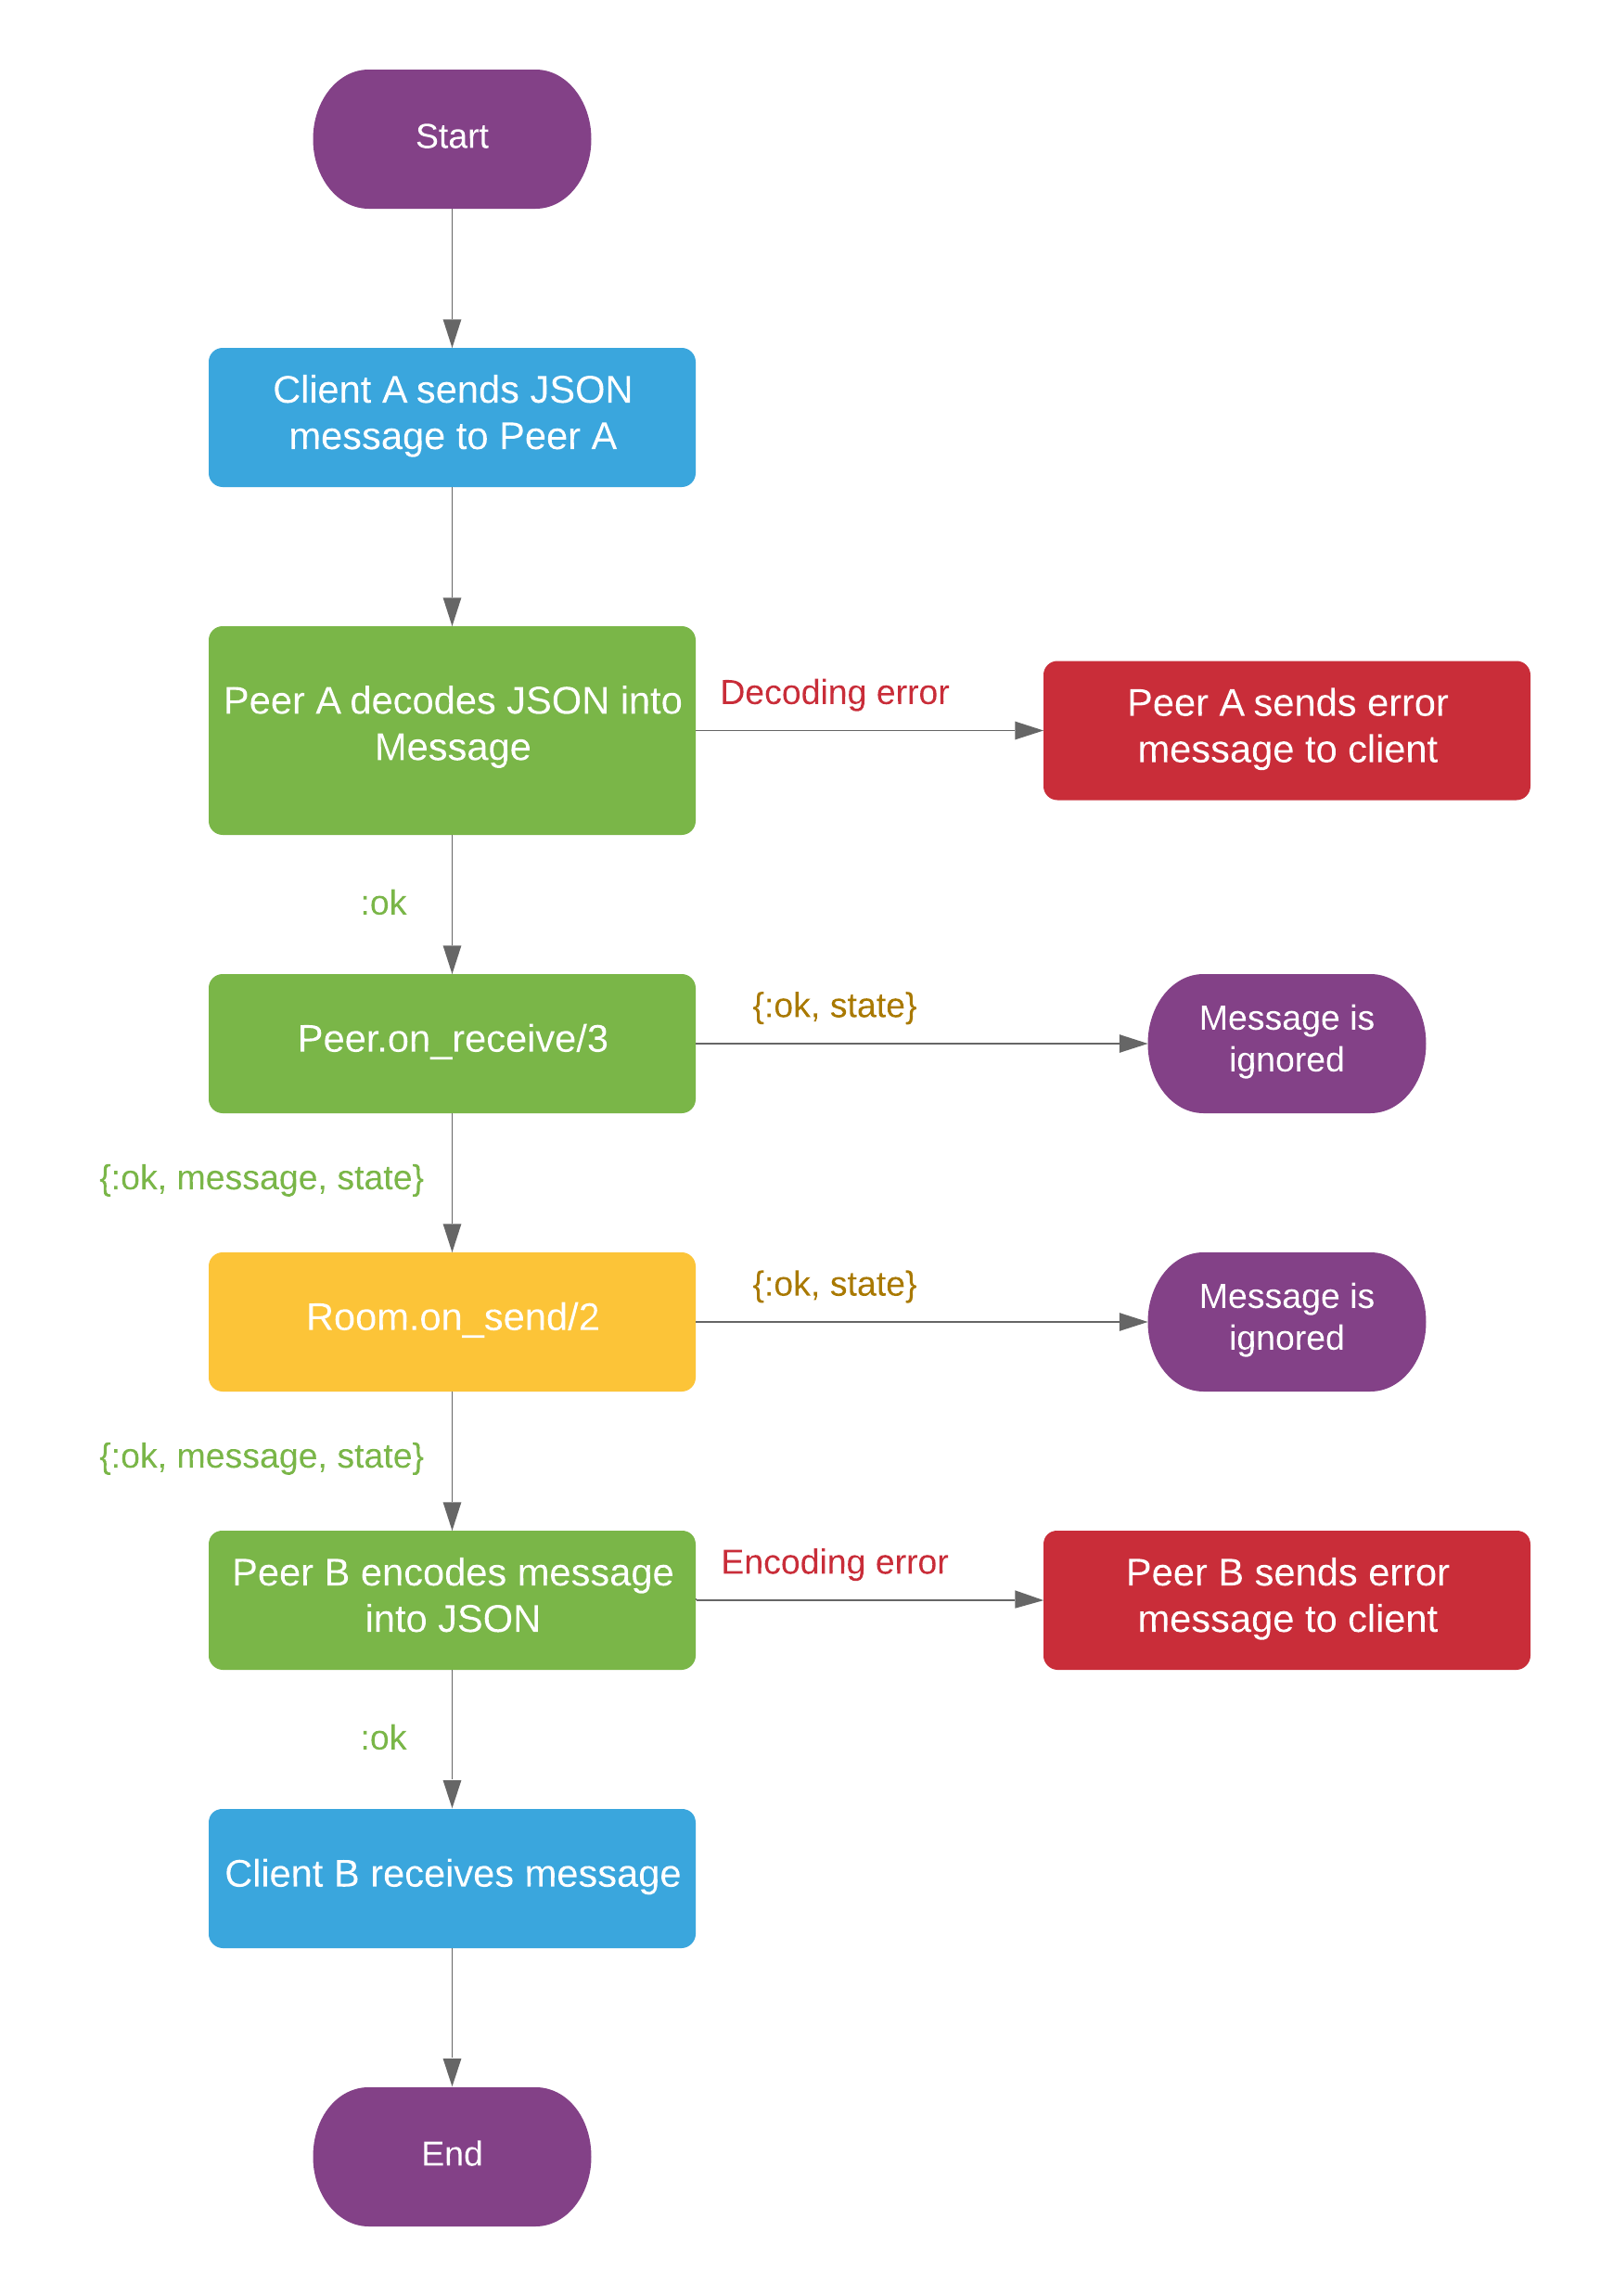 Start
Client A sends JSON
message to Peer A
Peer A decodes JSON into
Message
Decoding error
Peer A sends error
message to client
:ok
Peer.on_receive/3
{:ok, state}
Message is
ignored
{:ok, message, state}
Room.on_send/2
{:ok, state}
Message is
ignored
{:ok, message, state}
Peer B encodes message
into JSON
Encoding error
Peer B sends error
message to client
:ok
Client B receives message
End